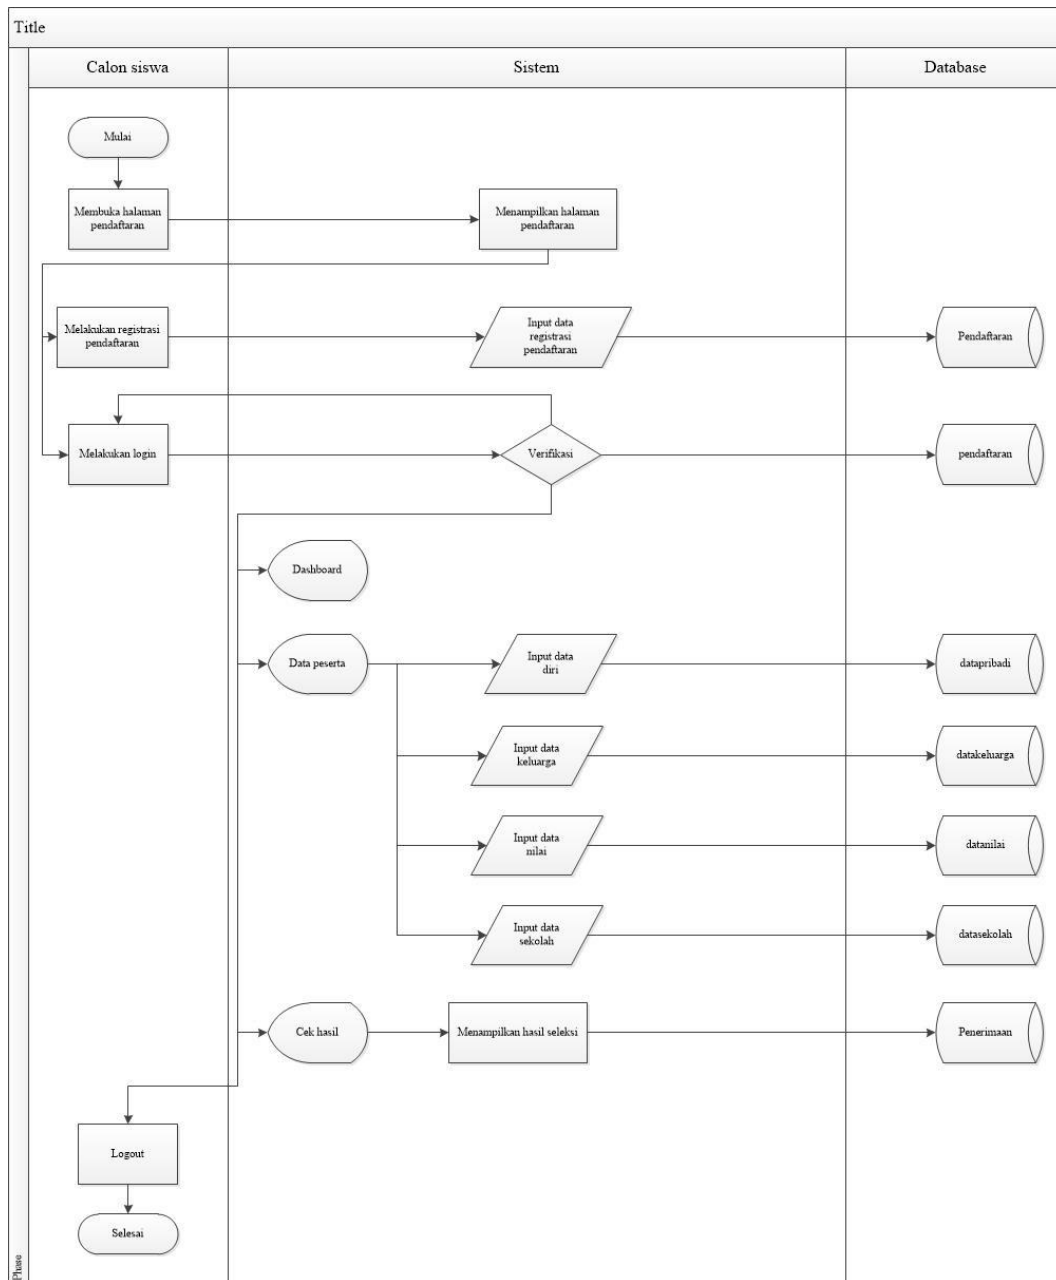 Title
Calon siswa
Sistem
Database
Mulai
Membuka halaman
pendaftaran
Menampilkan halaman
pendaftaran
Melakukan registrasi
pendaftaran
Input data
registrasi
pendaftaran
Pendaftaran
Melakukan login
Verifikasi
pendaftaran
Dashboard
Data peserta
Input data
diri
datapribadi
Input data
keluarga
datakeluarga
Input data
nilai
datanilai
Input data
sekolah
datasekolah
Cek hasil
Menampilkan hasil seleksi
Penerimaan
Logout
Selesai
Phase